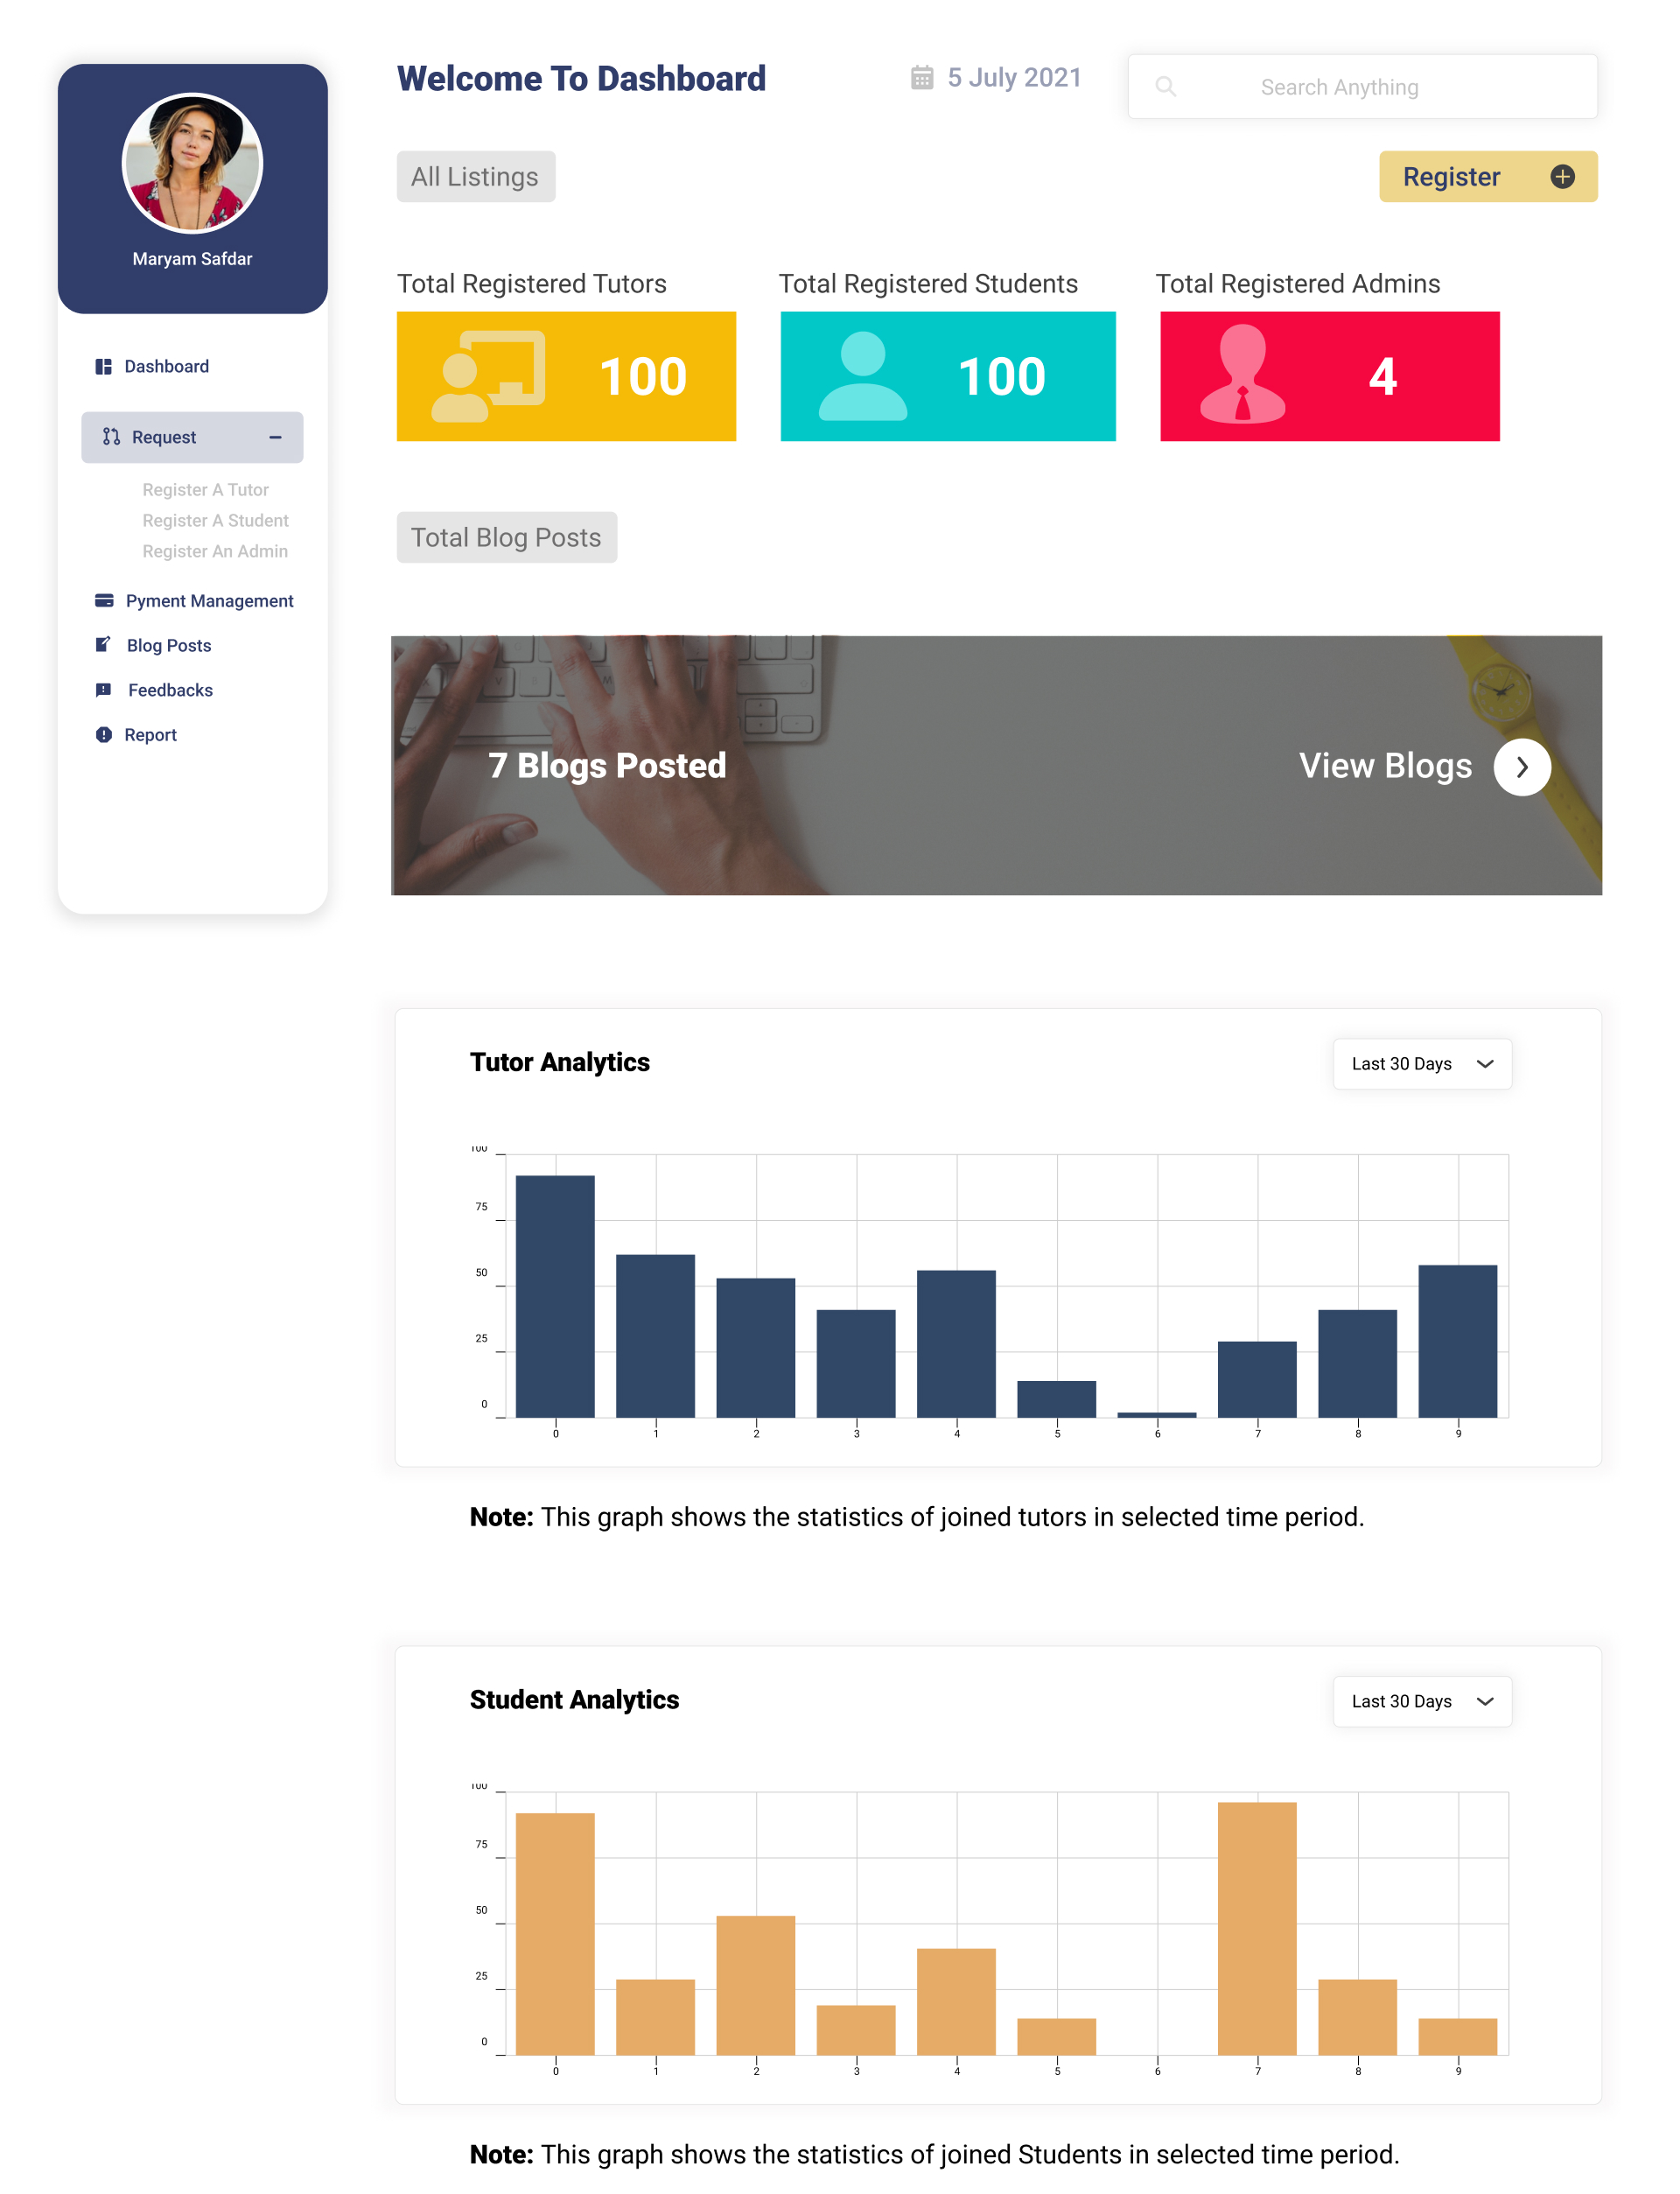 Maryam Safdar
Dashboard
Request
Register A Tutor
Register A Student
Register An Admin
Pyment Management
Blog Posts
Feedbacks
Report
Welcome To Dashboard
5 July 2021
Search Anything
All Listings
Register
Total Registered Tutors
100
Total Registered Students
100
Total Registered Admins
4
Total Blog Posts
7 Blogs Posted
View Blogs
Tutor Analytics
Last 30 Days
100
75
50
25
0
0 1 2 3 4 5 6 7 8 9
Note: This graph shows the statistics of joined tutors in selected time period.
Student Analytics
Last 30 Days
100
75
50
25
0
0 1 2 3 4 5 6 7 8 9
Note: This graph shows the statistics of joined Students in selected time period.